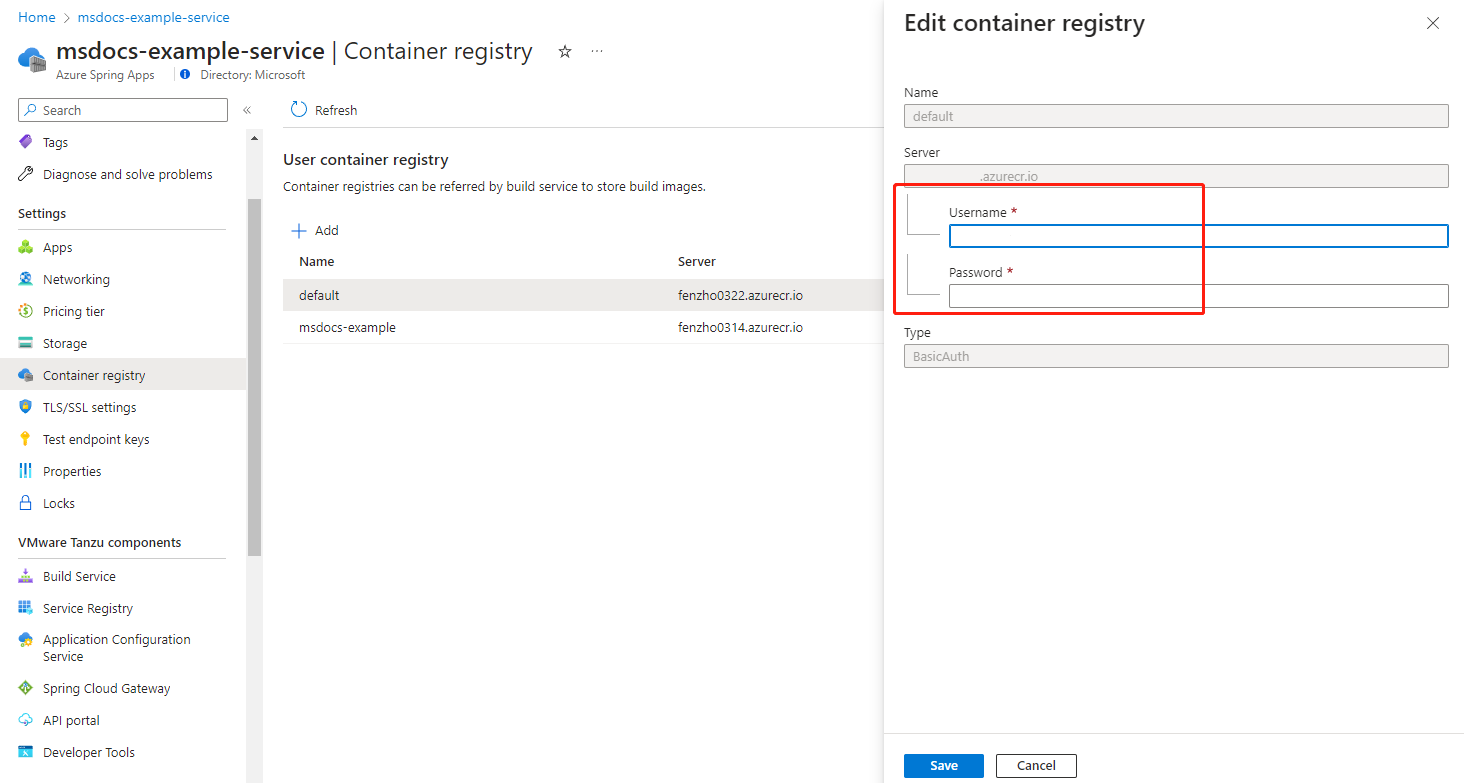 Home > msdocs-example-service
msdocs-example-service | Container registry
Azure Spring Apps
Directory: Microsoft
Search
Tags
Diagnose and solve problems
Settings
Apps
Networking
Pricing tier
Storage
Container registry
TLS/SSL settings
Test endpoint keys
Properties
Locks
VMware Tanzu components
Build Service
Service Registry
Application Configuration
Service
Spring Cloud Gateway
API portal
Developer Tools
Refresh
User container registry
Container registries can be referred by build service to store build images.
Add
Name Server
default fenzho0322.azurecr.io
msdocs-example fenzho0314.azurecr.io
Edit container registry
Name
default
Server
.azurecr.io
Username *
Password *
Type
BasicAuth
Save Cancel